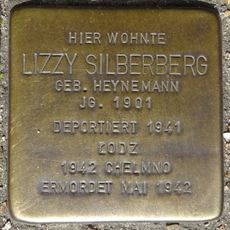 HIER WOHNTE
LIZZY SILBERBERG
GEB. HEYNEMANN
JG. 1901
DEPORTIERT 1941
ŁODZ
1942 CHELMNO
ERMORDET MAI 1942